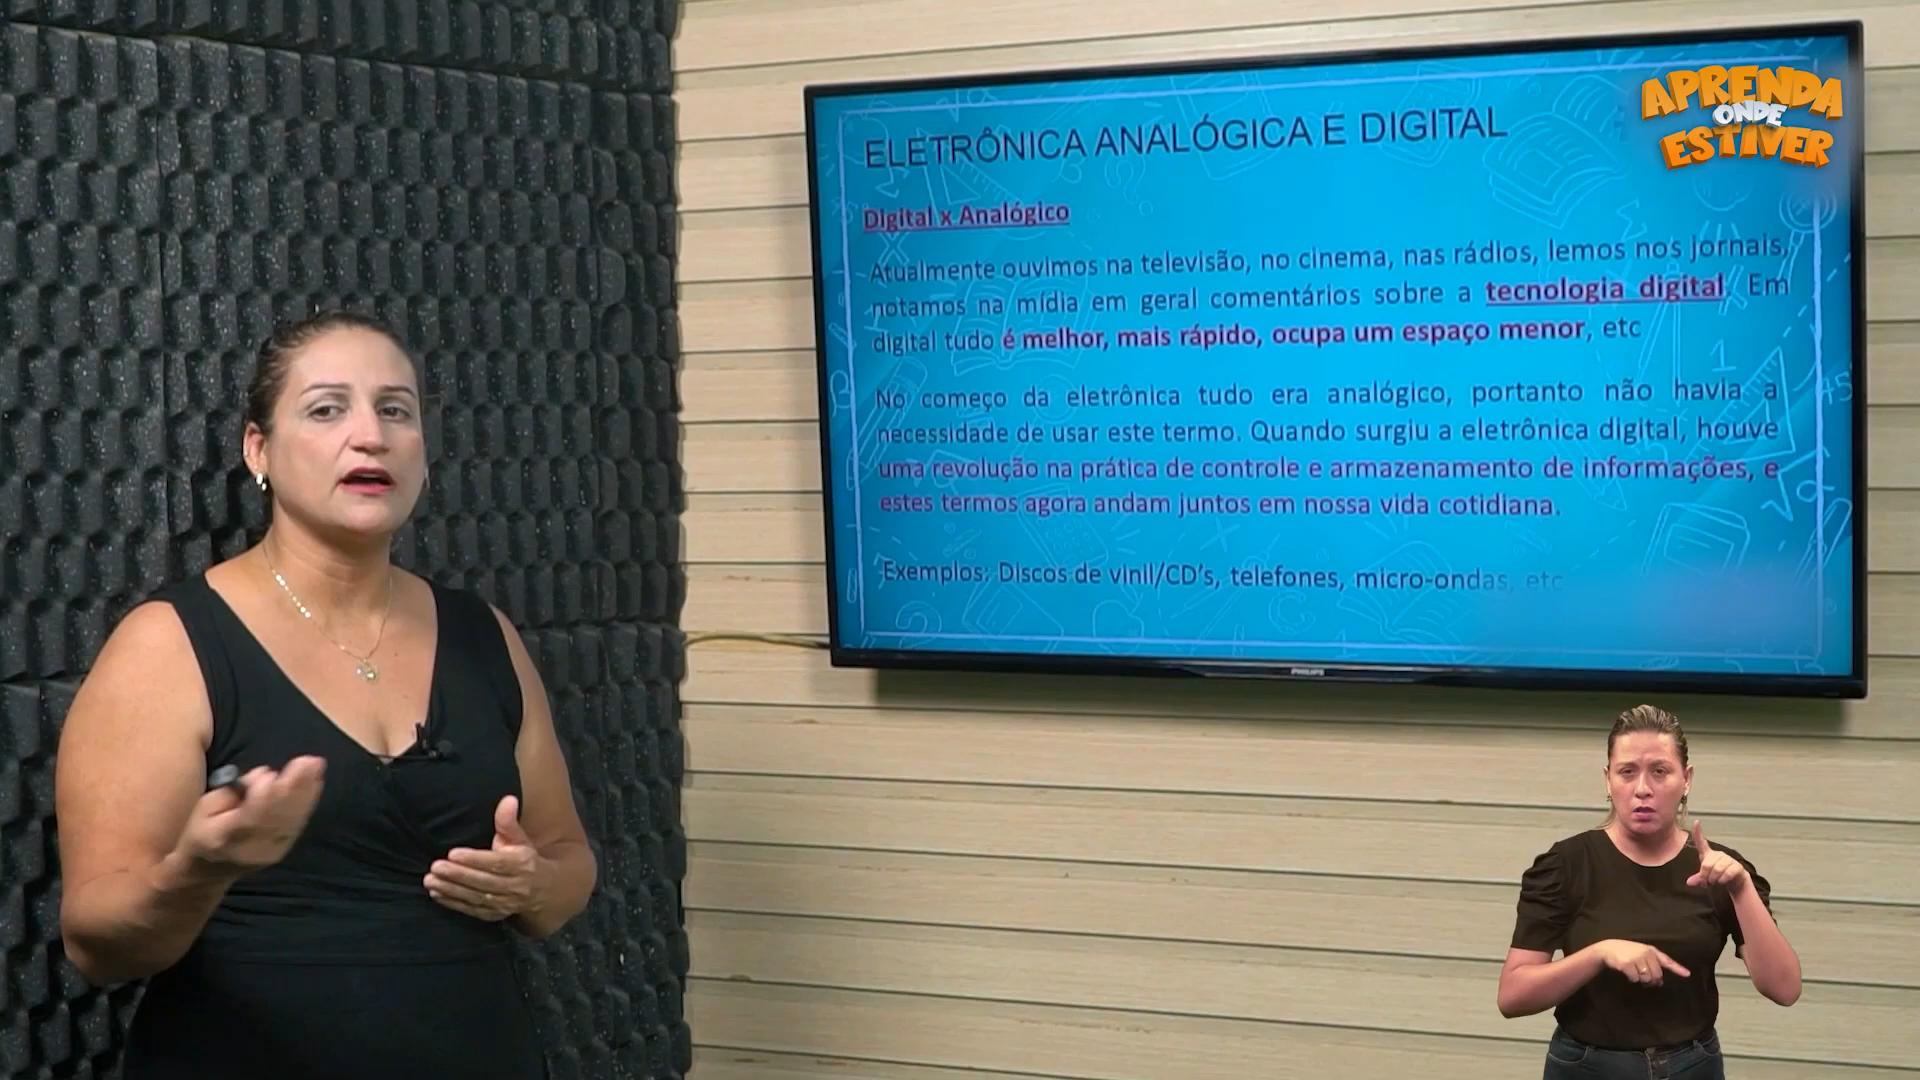 APRENDA
ONDE
ESTIVER
ELETRÔNICA ANALÓGICA E DIGITAL
Digital x Analógico
Atualmente ouvimos na televisão, no cinema, nas rádios, lemos nos jornais,
notamos na mídia em geral comentários sobre a tecnologia digital. Em
digital tudo é melhor, mais rápido, ocupa um espaço menor, etc
No começo da eletrônica tudo era analógico, portanto não havia a
necessidade de usar este termo. Quando surgiu a eletrônica digital, houve
uma revolução na prática de controle e armazenamento de informações, e
estes termos agora andam juntos em nossa vida cotidiana.
Exemplos: Discos de vinil/CD's, telefones, micro-ondas, etc
PHILIPS